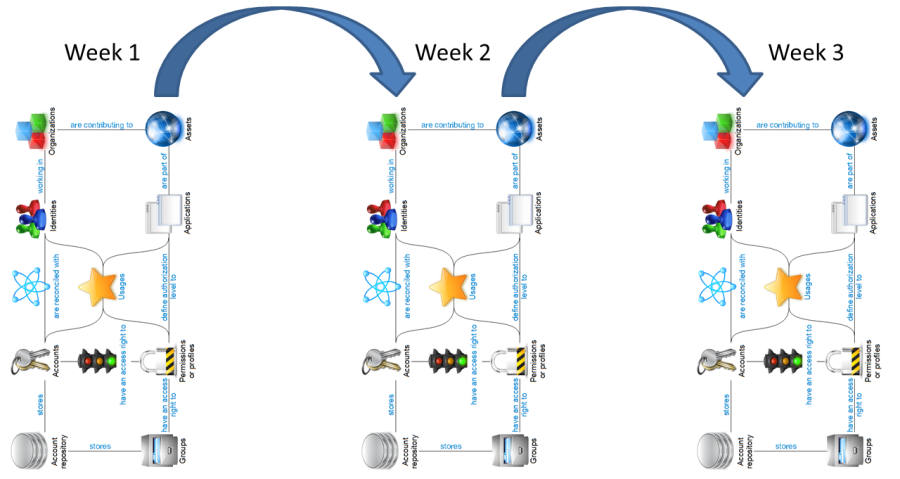 Week 1
Week 2
Week 3
Organizations
are contributing to
Assets
working in
are part of
Identities
Applications
are reconciled with
Usages
define authorization
level to
Accounts
have an access right to
Permissions
or profiles
stores
have an access
right to
Account
repository
stores
Groups
Organizations
are contributing to
Assets
working in
are part of
Identities
Applications
are reconciled with
Usages
define authorization
level to
Accounts
have an access right to
Permissions
or profiles
stores
have an access
right to
Account
repository
stores
Groups
Organizations
are contributing to
Assets
working in
are part of
Identities
Applications
are reconciled with
Usages
define authorization
level to
Accounts
have an access right to
Permissions
or profiles
stores
have an access
right to
Account
repository
stores
Groups